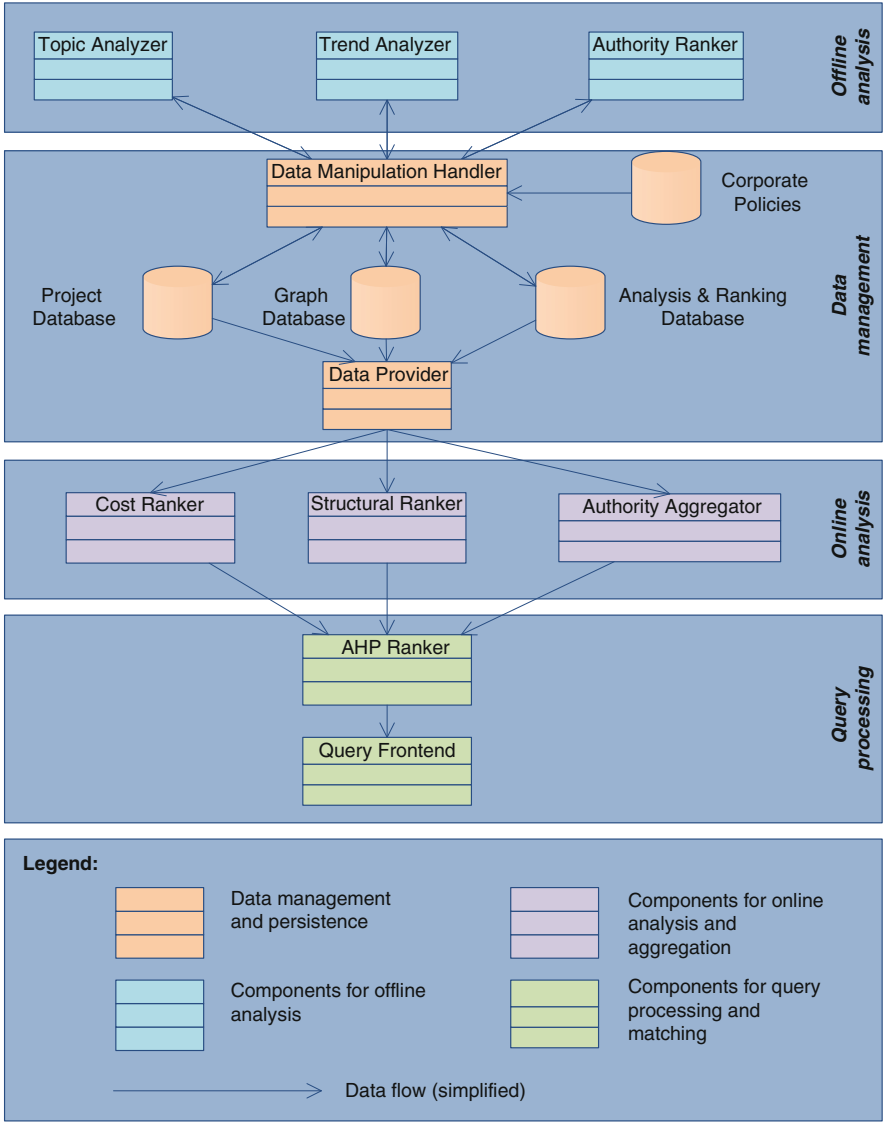 Topic Analyzer
Trend Analyzer
Authority Ranker
Offline
analysis
Data Manipulation Handler
Corporate
Policies
Project
Database
Graph
Database
Analysis & Ranking
Database
Data Provider
Data
management
Cost Ranker
Structural Ranker
Authority Aggregator
Online
analysis
AHP Ranker
Query Frontend
Query
processing
Legend:
Data management
and persistence
Components for online
analysis and
aggregation
Components for offline
analysis
Components for query
processing and
matching
Data flow (simplified)